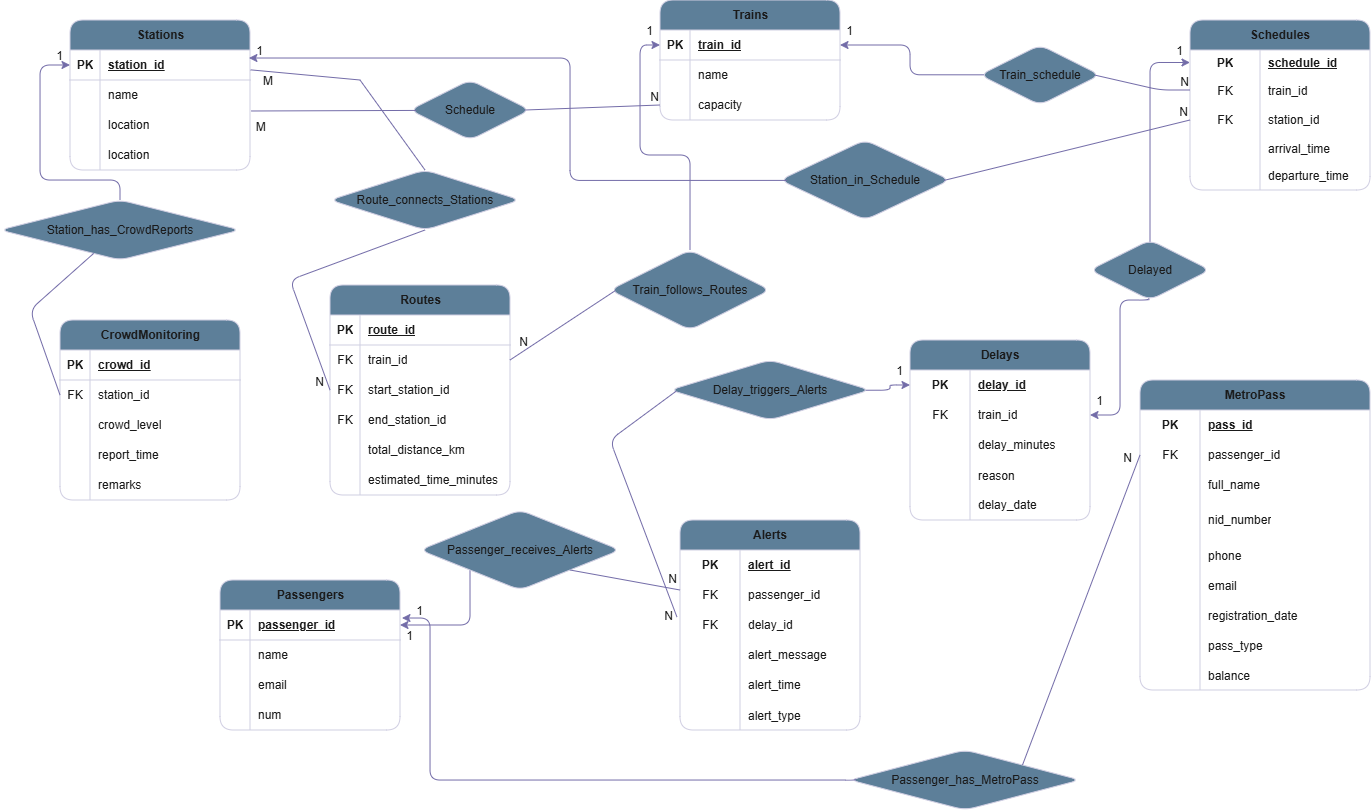 Stations
PK station_id
name
location
location
Trains
PK train_id
name
capacity
Schedules
PK schedule_id
FK train_id
FK station_id
arrival_time
departure_time
1
1
M
M
Schedule
N
1
1
Train_schedule
1
N
N
Station_in_Schedule
Route_connects_Stations
Station_has_CrowdReports
Train_follows_Routes
Delayed
CrowdMonitoring
PK crowd_id
FK station_id
crowd_level
report_time
remarks
Routes
PK route_id
FK train_id
FK start_station_id
FK end_station_id
total_distance_km
estimated_time_minutes
N
N
Delay_triggers_Alerts
1
Delays
PK delay_id
FK train_id
delay_minutes
reason
delay_date
1
MetroPass
PK pass_id
FK passenger_id
full_name
nid_number
phone
email
registration_date
pass_type
balance
N
Passenger_receives_Alerts
N
N
Alerts
PK alert_id
FK passenger_id
FK delay_id
alert_message
alert_time
alert_type
Passengers
PK passenger_id
name
email
num
1
1
Passenger_has_MetroPass